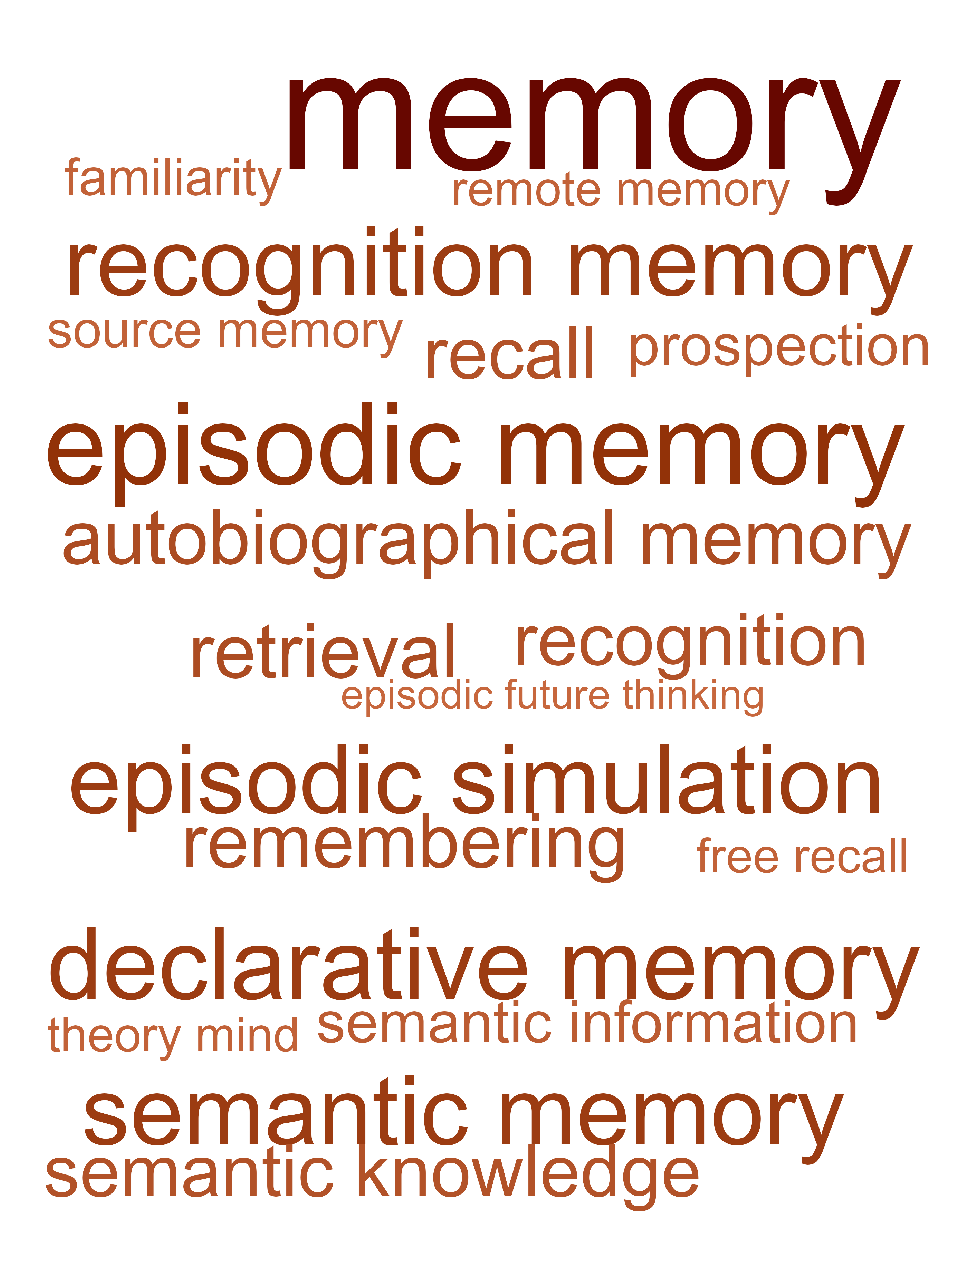 memory
familiarity
remote memory
recognition memory
source memory
recall
prospection
episodic memory
autobiographical memory
retrieval
recognition
episodic future thinking
episodic simulation
remembering
free recall
declarative memory
theory mind
semantic information
semantic memory
semantic knowledge